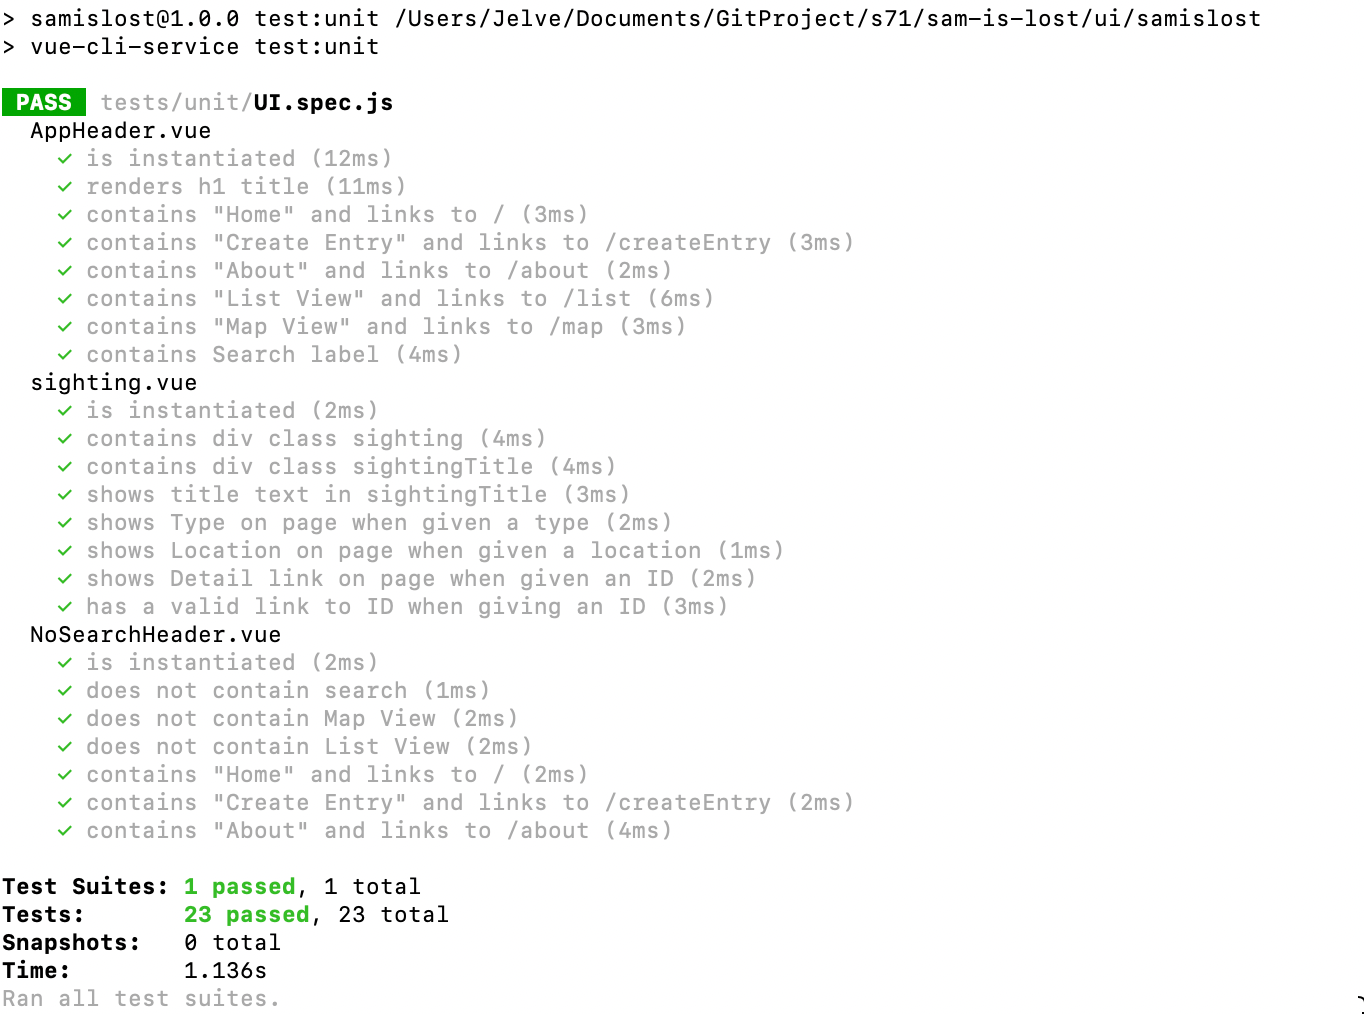 > samislost@1.0.0 test:unit /Users/Jelve/Documents/GitProject/s71/sam-is-lost/ui/samislost
> vue-cli-service test:unit
PASS tests/unit/UI.spec.js
AppHeader.vue
✓ is instantiated (12ms)
✓ renders h1 title (11ms)
✓ contains "Home" and links to / (3ms)
✓ contains "Create Entry" and links to /createEntry (3ms)
✓ contains "About" and links to /about (2ms)
✓ contains "List View" and links to /list (6ms)
✓ contains "Map View" and links to /map (3ms)
✓ contains Search label (4ms)
sighting.vue
✓ is instantiated (2ms)
✓ contains div class sighting (4ms)
✓ contains div class sightingTitle (4ms)
✓ shows title text in sightingTitle (3ms)
✓ shows Type on page when given a type (2ms)
✓ shows Location on page when given a location (1ms)
✓ shows Detail link on page when given an ID (2ms)
✓ has a valid link to ID when giving an ID (3ms)
NoSearchHeader.vue
✓ is instantiated (2ms)
✓ does not contain search (1ms)
✓ does not contain Map View (2ms)
✓ does not contain List View (2ms)
✓ contains "Home" and links to / (2ms)
✓ contains "Create Entry" and links to /createEntry (2ms)
✓ contains "About" and links to /about (4ms)
Test Suites: 1 passed, 1 total
Tests: 23 passed, 23 total
Snapshots: 0 total
Time: 1.136s
Ran all test suites.